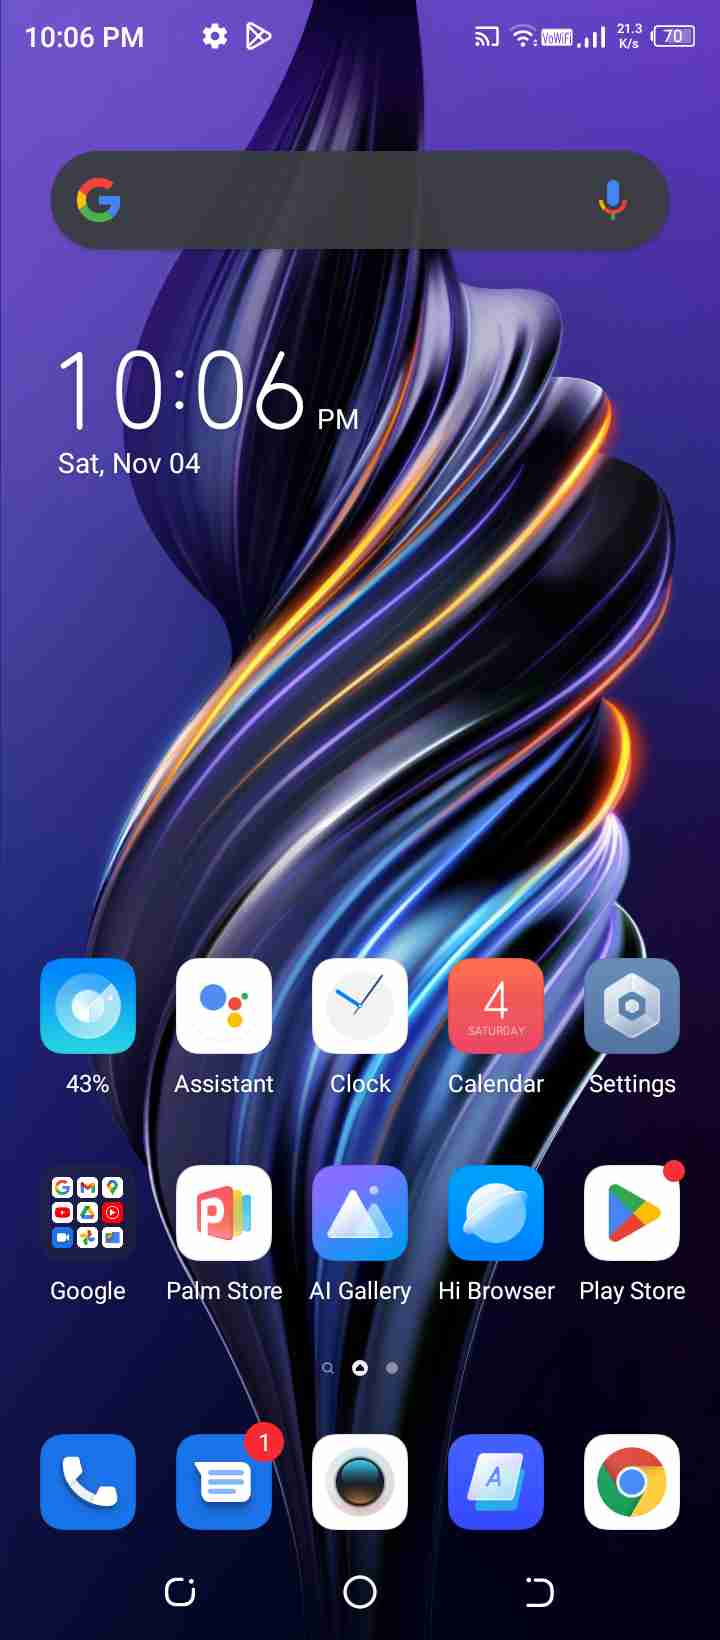 10:06 PM
VoWiFi
21.3
K/s
70
10:06 PM
Sat, Nov 04
4
SATURDAY
43%
Assistant
Clock
Calendar
Settings
Google
Palm Store
AI Gallery
Hi Browser
Play Store
1
A